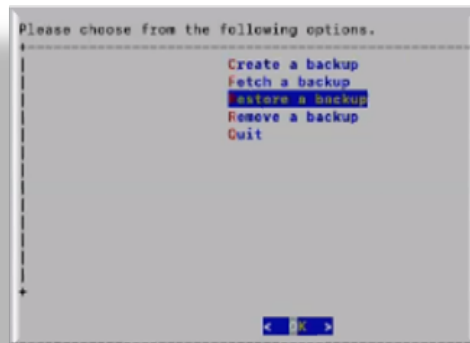 Please choose from the following options.
Create a backup
Fetch a backup
Restore a backup
Remove a backup
Quit
< OK >